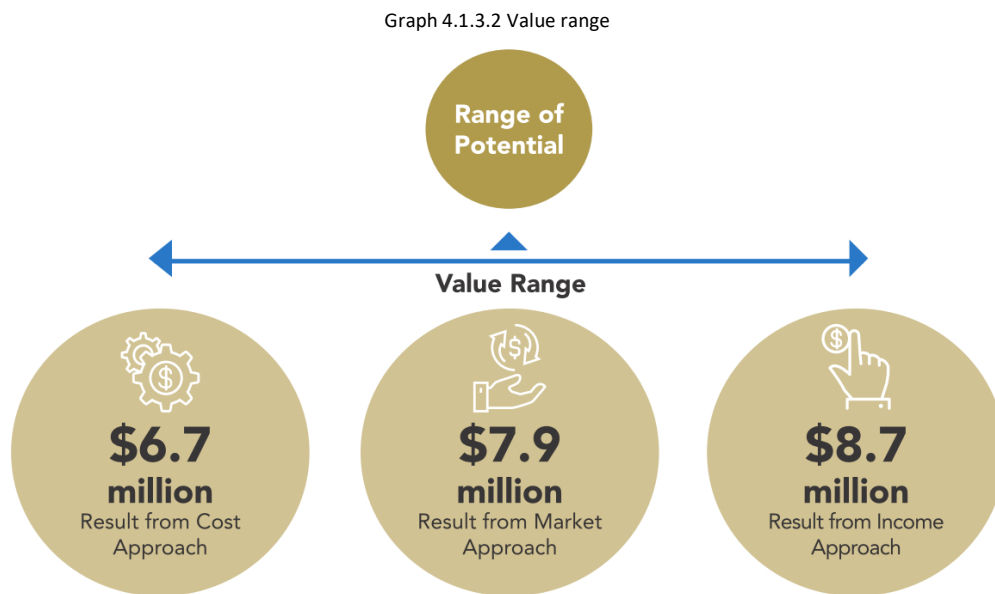 Graph 4.1.3.2 Value range
Range of
Potential
Value Range
$6.7
million
Result from Cost
Approach
$7.9
million
Result from Market
Approach
$8.7
million
Result from Income
Approach